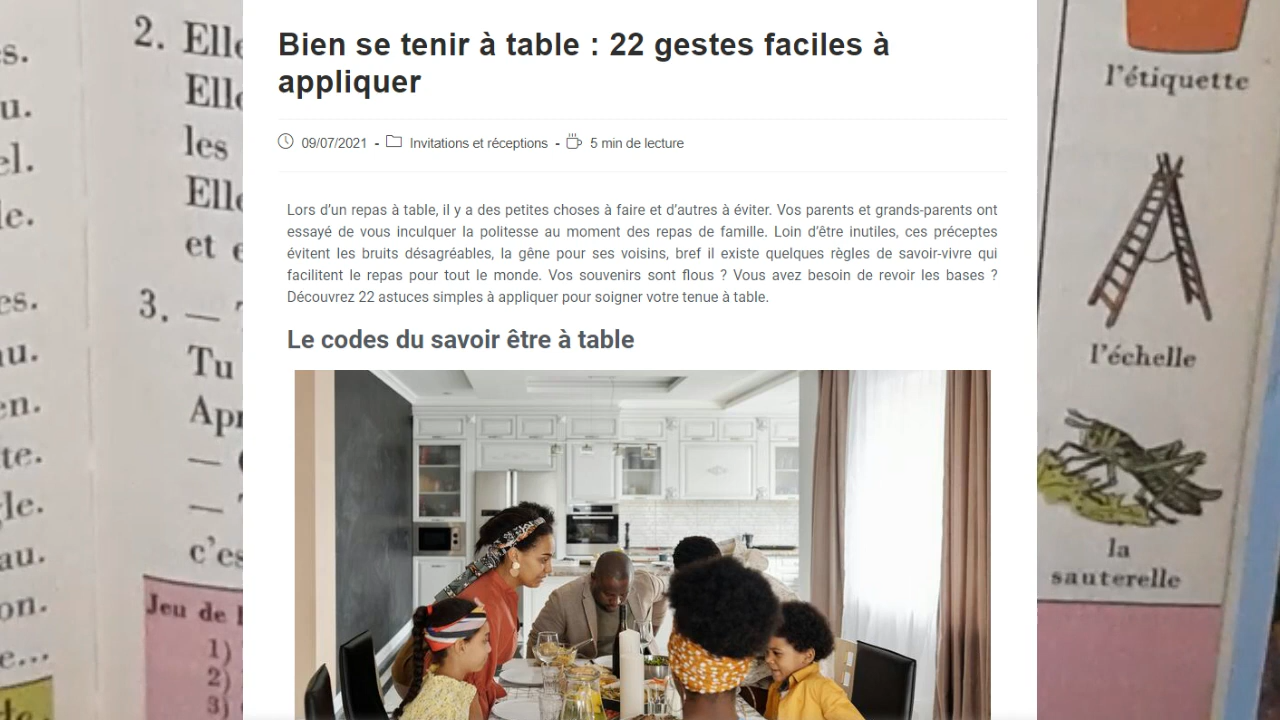 Bien se tenir à table : 22 gestes faciles à
appliquer
09/07/2021 - Invitations et réceptions - 5 min de lecture
Lors d’un repas à table, il y a des petites choses à faire et d’autres à éviter. Vos parents et grands-parents ont
essayé de vous inculquer la politesse au moment des repas de famille. Loin d’être inutiles, ces préceptes
évitent les bruits désagréables, la gêne pour ses voisins, bref il existe quelques règles de savoir-vivre qui
facilitent le repas pour tout le monde. Vos souvenirs sont flous ? Vous avez besoin de revoir les bases ?
Découvrez 22 astuces simples à appliquer pour soigner votre tenue à table.
Le codes du savoir être à table
2. Elle
Elle
les
Elle
et
3. —
Tu
—
—
c'es
Jeu de
1)
2)
3)
l'étiquette
l'échelle
la
sauterelle